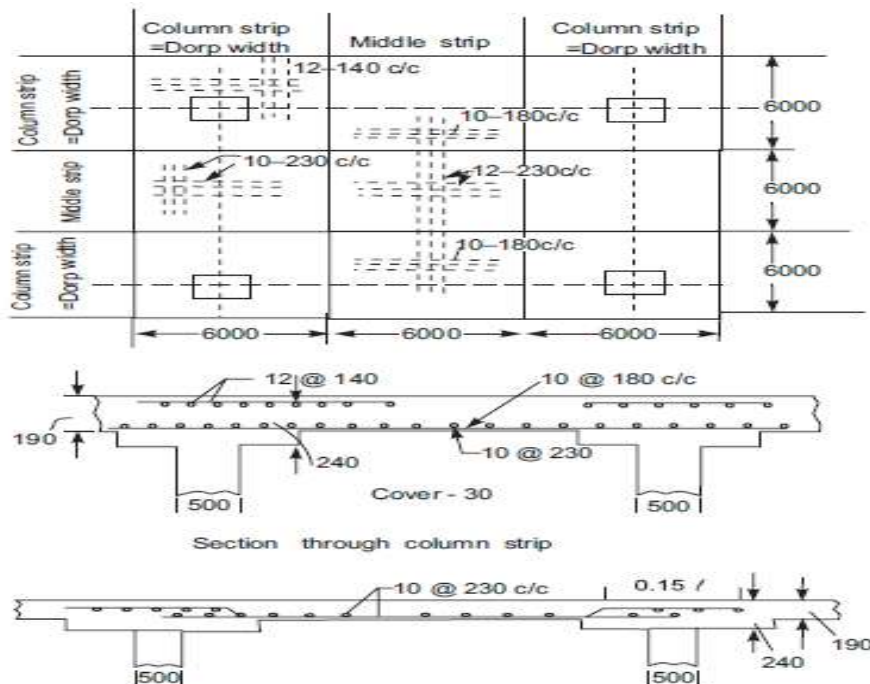 Column strip
=Dorp width
Middle strip
Column strip
=Dorp width
12–140 c/c
Column strip
=Dorp width
10–180c/c
6000
10–230 c/c
Middle strip
12–230c/c
6000
Column strip
=Dorp width
10–180c/c
6000
6000
6000
6000
12 @ 140
10 @ 180 c/c
190
240
10 @ 230
500
Cover - 30
500
Section through column strip
10 @ 230 c/c
0.15 ℓ
190
240
500
500